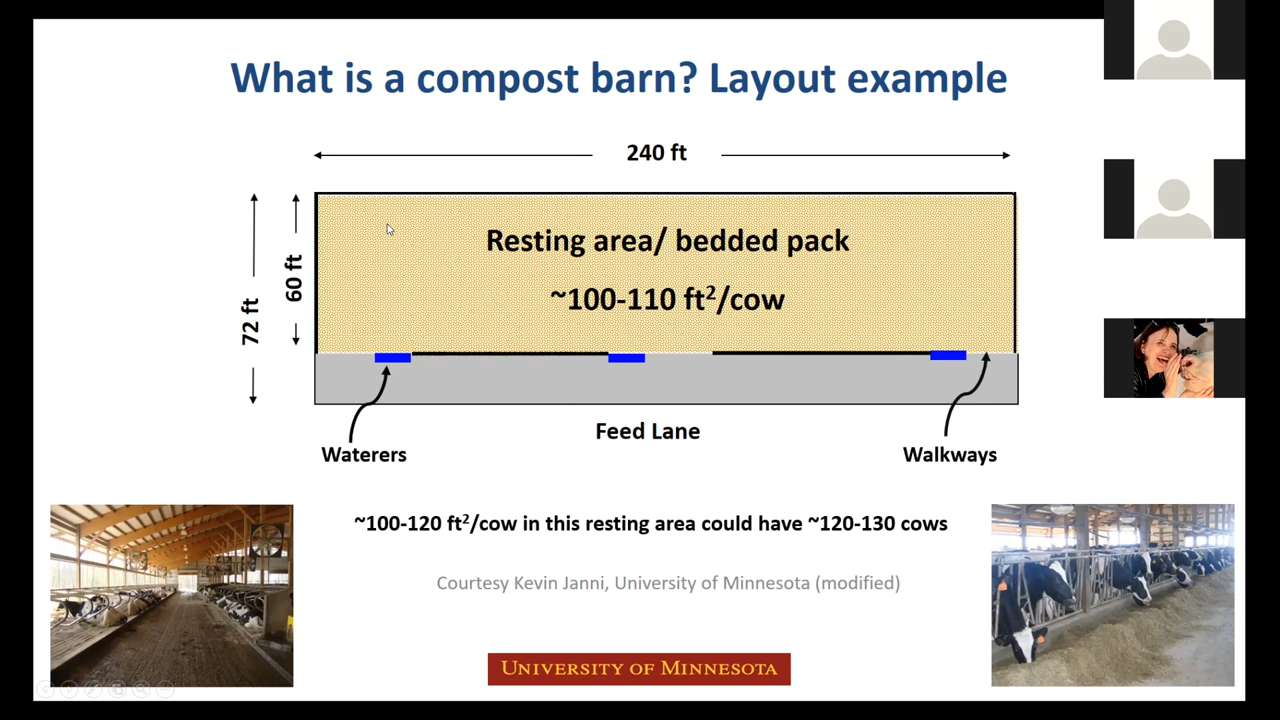 What is a compost barn? Layout example
240 ft
72 ft
60 ft
Resting area/ bedded pack
~100-110 ft²/cow
Feed Lane
Waterers
Walkways
~100-120 ft²/cow in this resting area could have ~120-130 cows
Courtesy Kevin Janni, University of Minnesota (modified)
UNIVERSITY OF MINNESOTA